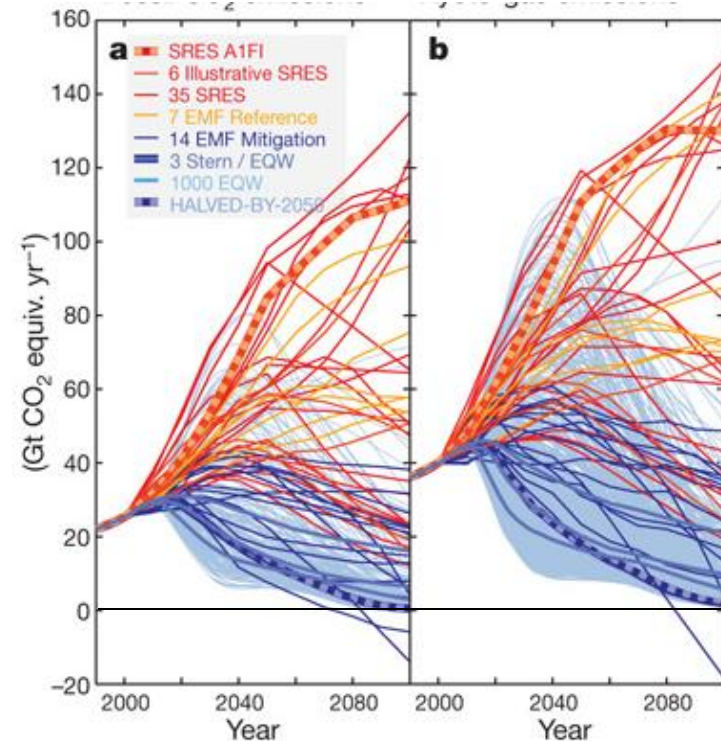 160
140
120
100
80
60
40
20
0
−20
(Gt CO₂ equiv. yr⁻¹)
a
SRES A1FI
6 Illustrative SRES
35 SRES
7 EMF Reference
14 EMF Mitigation
3 Stern / EQW
1000 EQW
HALVED-BY-2050
2000 2040 2080
Year
b
2000 2040 2080
Year